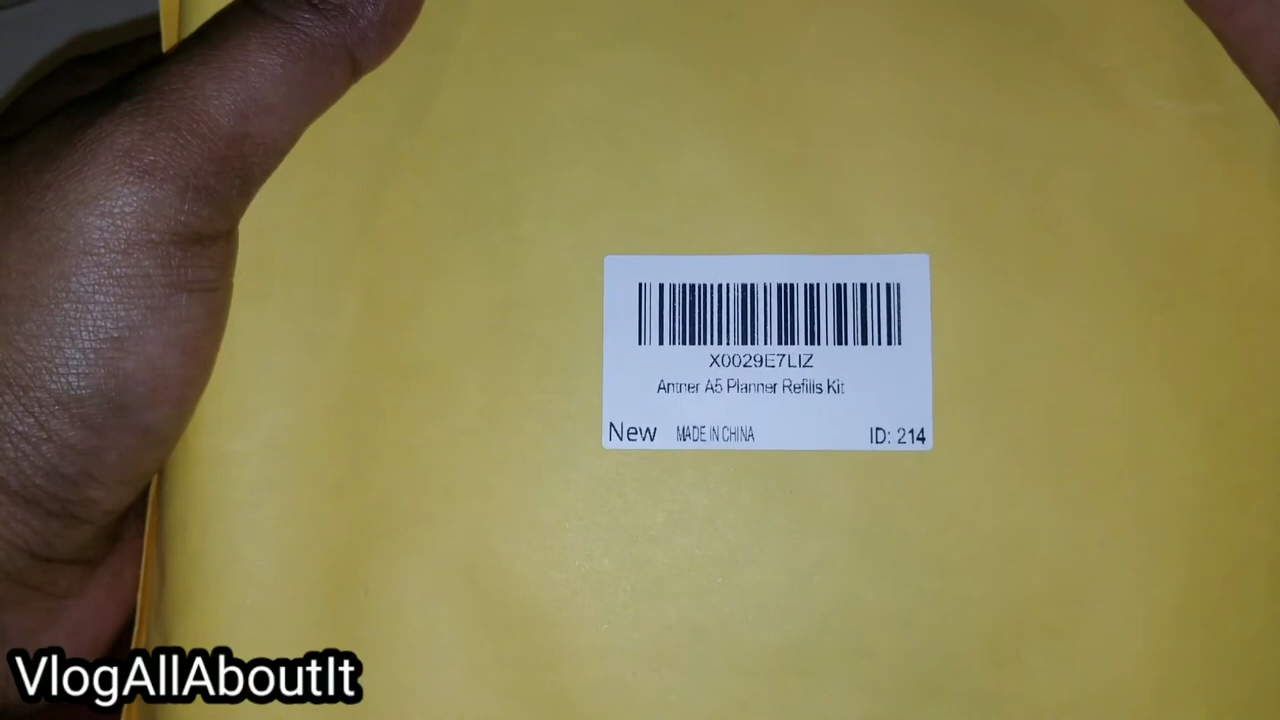 X0029E7LIZ
Antner A5 Planner Refills Kit
New MADE IN CHINA ID: 214
VlogAllAboutIt